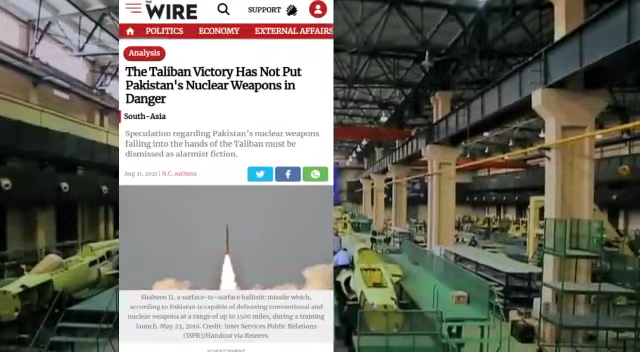 THE
WIRE
SUPPORT
POLITICS ECONOMY EXTERNAL AFFAIRS
Analysis
The Taliban Victory Has Not Put
Pakistan's Nuclear Weapons in
Danger
South-Asia
Speculation regarding Pakistan's nuclear weapons
falling into the hands of the Taliban must be
dismissed as alarmist fiction.
N.C. Asthana
Shaheen II, a surface-to-surface ballistic missile which,
according to Pakistan is capable of delivering conventional and
nuclear weapons at a range of up to 1500 miles, during a training
launch, May 23, 2019. Credit: Inter Services Public Relations
(ISPR)/Handout via Reuters.
ADVERTISEMENT